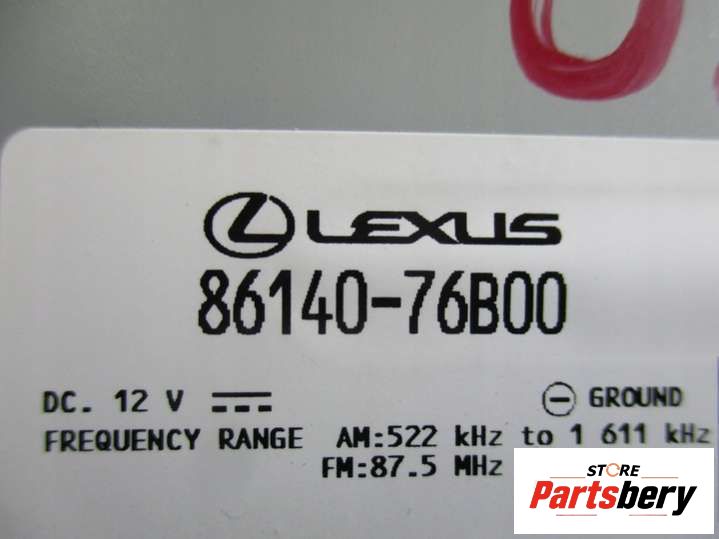 LEXUS
86140-76B00
DC. 12 V
GROUND
FREQUENCY RANGE AM:522 kHz to 1 611 kHz
FM:87.5 MHz
STORE
Partsbery